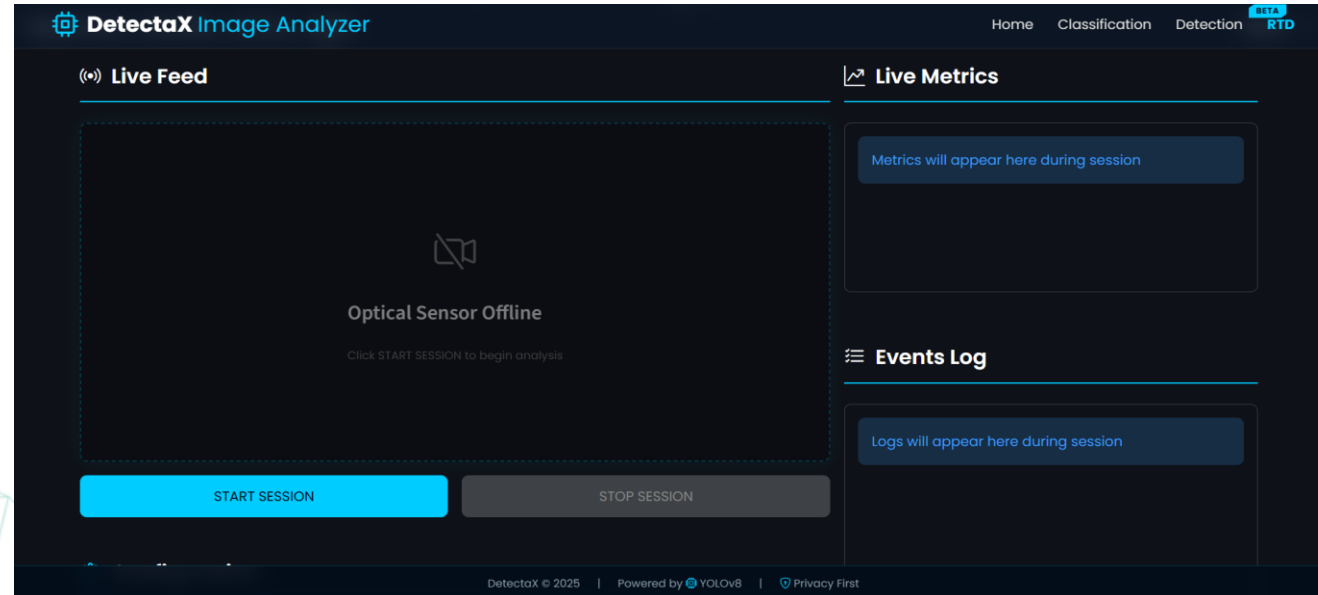 DetectaX Image Analyzer
Home Classification Detection BETA RTD
Live Feed
Optical Sensor Offline
Click START SESSION to begin analysis
START SESSION STOP SESSION
Live Metrics
Metrics will appear here during session
Events Log
Logs will appear here during session
DetectaX © 2025 | Powered by YOLOv8 | Privacy First